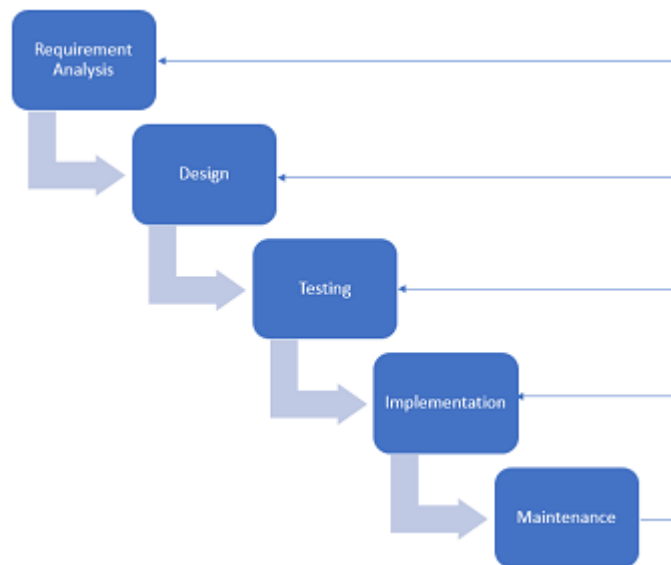 Requirement
Analysis
Design
Testing
Implementation
Maintenance